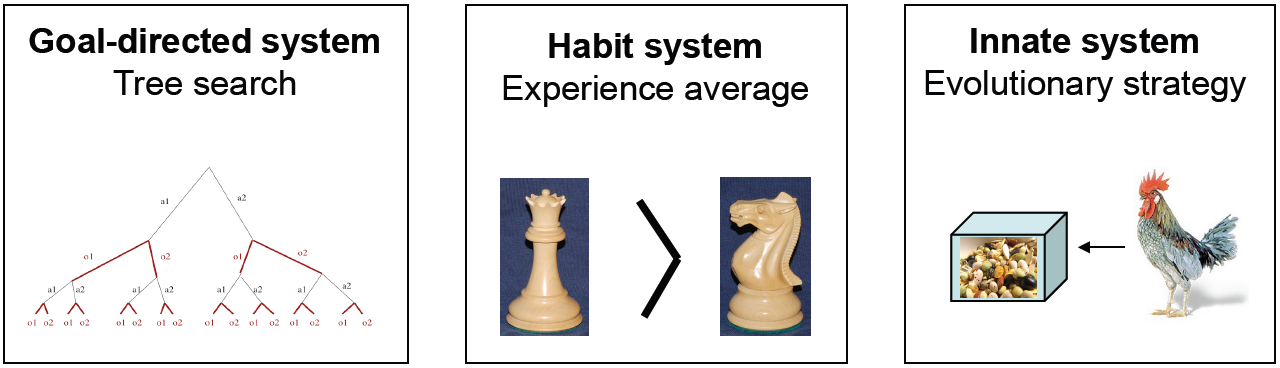 Goal-directed system
Tree search
a1 a2
o1 o2 o1 o2
a1 a2 a1 a2 a1 a2 a1 a2
o1 o2 o1 o2 o1 o2 o1 o2 o1 o2 o1 o2 o1 o2 o1 o2
Habit system
Experience average
Innate system
Evolutionary strategy